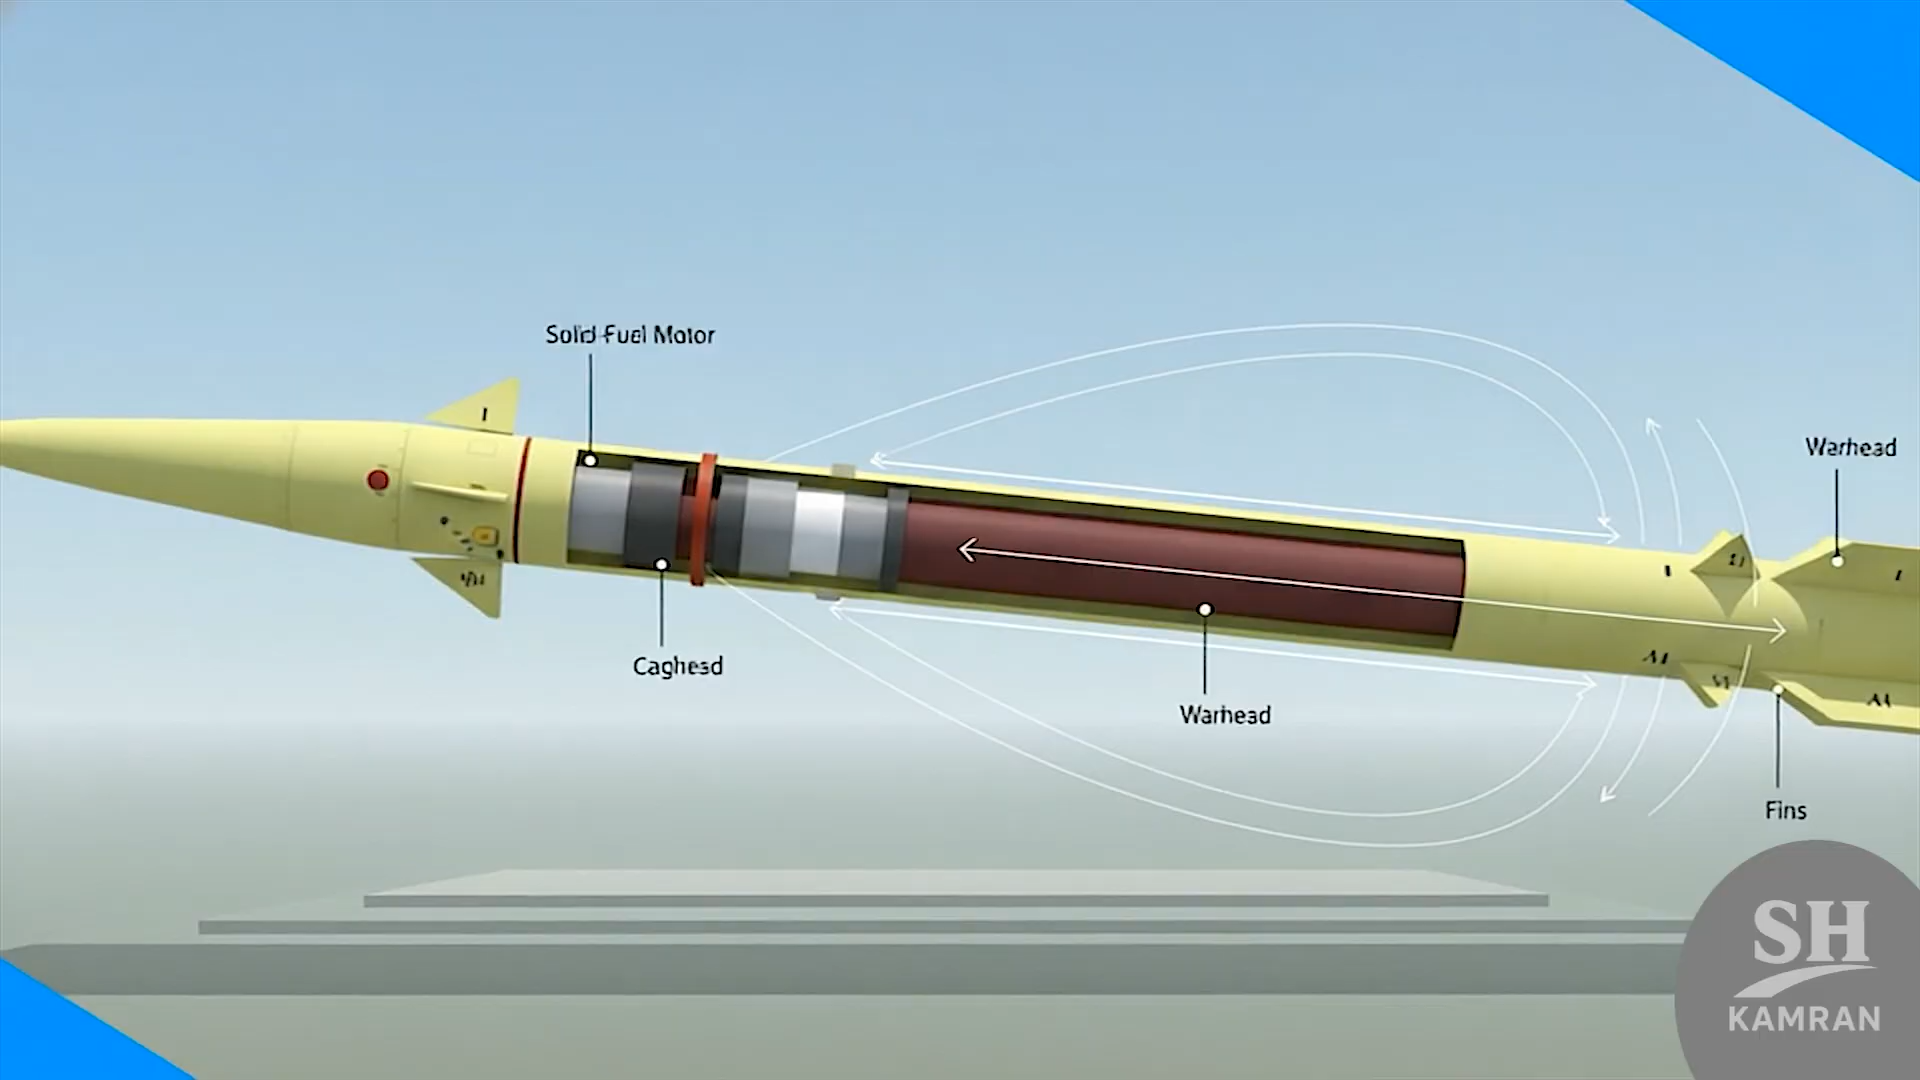 Solid-Fuel Motor
Warhead
I
I
I
Caghesd
Warhead
Fins
SH
KAMRAN